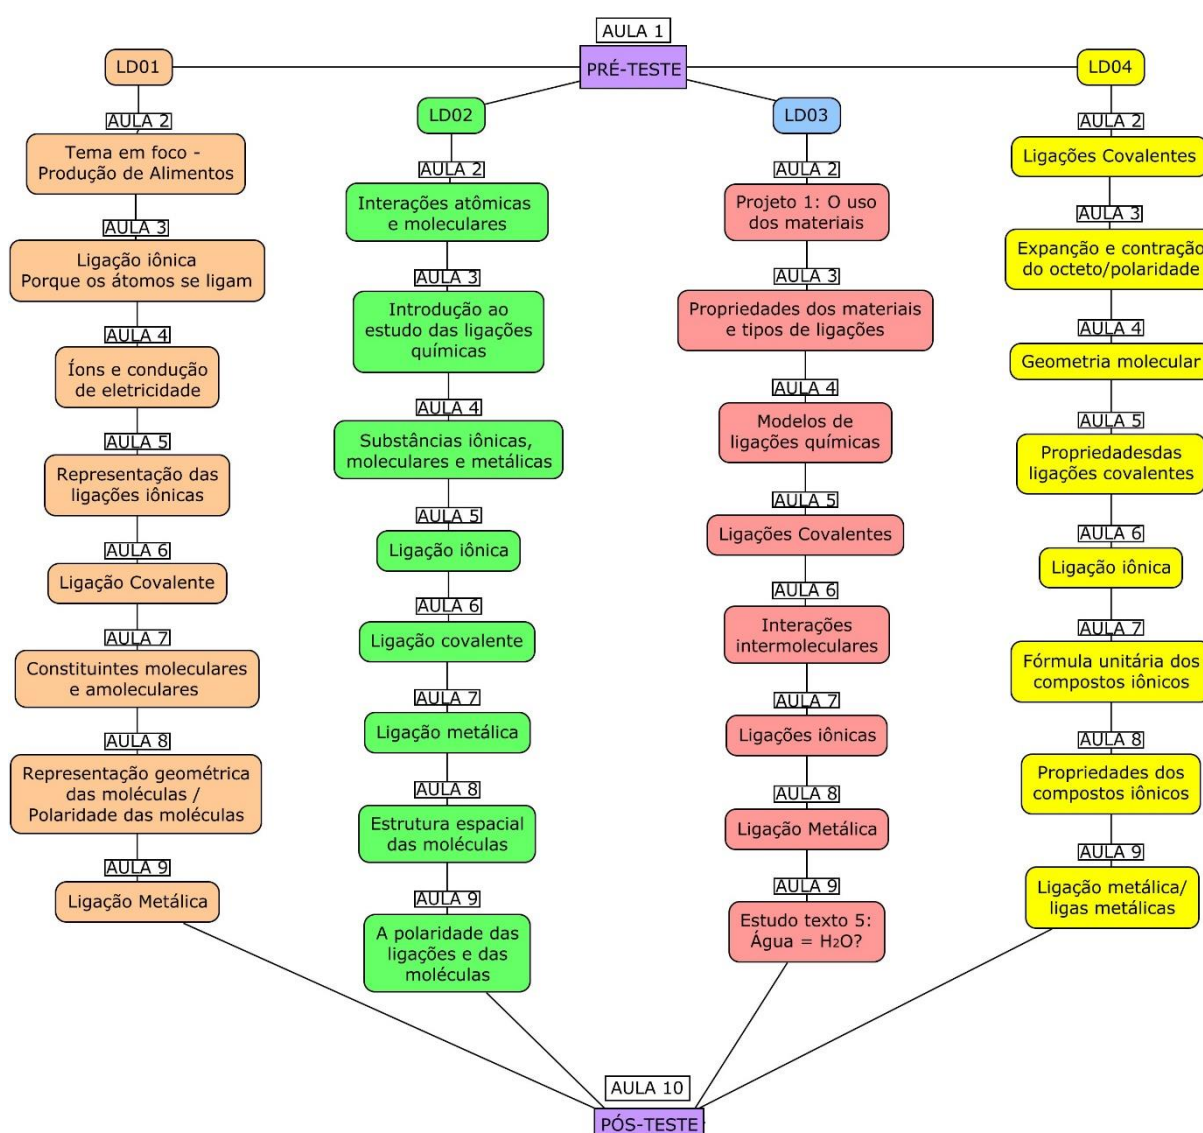 AULA 1
PRÉ-TESTE
LD01
AULA 2
Tema em foco -
Produção de Alimentos
AULA 3
Ligação iônica
Porque os átomos se ligam
AULA 4
Íons e condução
de eletricidade
AULA 5
Representação das
ligações iônicas
AULA 6
Ligação Covalente
AULA 7
Constituintes moleculares
e amoleculares
AULA 8
Representação geométrica
das moléculas /
Polaridade das moléculas
AULA 9
Ligação Metálica
LD02
AULA 2
Interações atômicas
e moleculares
AULA 3
Introdução ao
estudo das ligações
químicas
AULA 4
Substâncias iônicas,
moleculares e metálicas
AULA 5
Ligação iônica
AULA 6
Ligação covalente
AULA 7
Ligação metálica
AULA 8
Estrutura espacial
das moléculas
AULA 9
A polaridade das
ligações e das
moléculas
LD03
AULA 2
Projeto 1: O uso
dos materiais
AULA 3
Propriedades dos materiais
e tipos de ligações
AULA 4
Modelos de
ligações químicas
AULA 5
Ligações Covalentes
AULA 6
Interações
intermoleculares
AULA 7
Ligações iônicas
AULA 8
Ligação Metálica
AULA 9
Estudo texto 5:
Água = H₂O?
LD04
AULA 2
Ligações Covalentes
AULA 3
Expanção e contração
do octeto/polaridade
AULA 4
Geometria molecular
AULA 5
Propriedadesdas
ligações covalentes
AULA 6
Ligação iônica
AULA 7
Fórmula unitária dos
compostos iônicos
AULA 8
Propriedades dos
compostos iônicos
AULA 9
Ligação metálica/
ligas metálicas
AULA 10
PÓS-TESTE